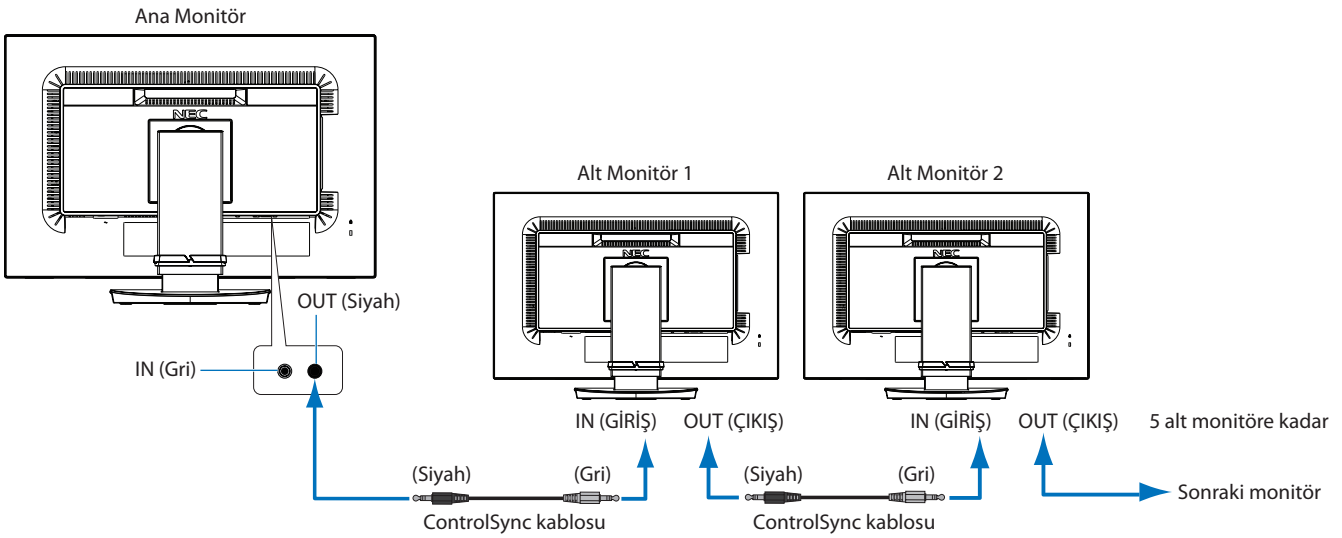 Ana Monitör
NEC
Alt Monitör 1
Alt Monitör 2
NEC
NEC
OUT (Siyah)
IN (Gri)
IN (GİRİŞ)
OUT (ÇIKIŞ)
IN (GİRİŞ)
OUT (ÇIKIŞ)
5 alt monitöre kadar
(Siyah)
(Gri)
(Siyah)
(Gri)
Sonraki monitör
ControlSync kablosu
ControlSync kablosu